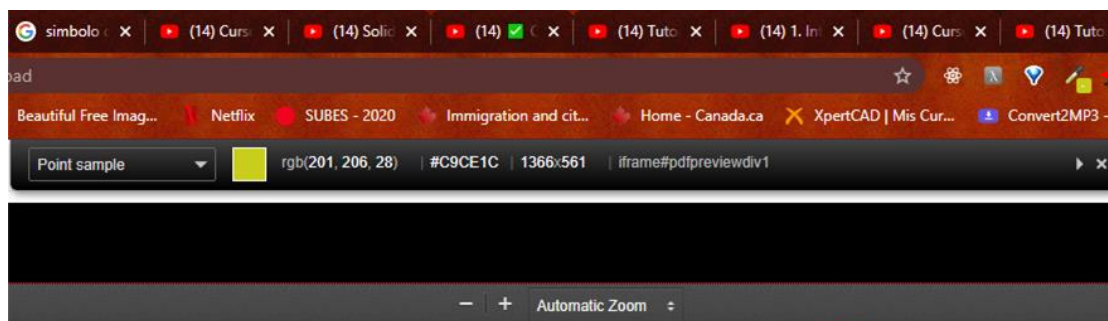 simbolo (14) Curs (14) Solid (14) ✅ (14) Tuto (14) 1. Int (14) Curs (14) Tuto
oad
Beautiful Free Imag... Netflix SUBES - 2020 Immigration and cit... Home - Canada.ca XpertCAD | Mis Cur... Convert2MP3 -
Point sample rgb(201, 206, 28) | #C9CE1C | 1366x561 | iframe#pdfpreviewdiv1
Automatic Zoom